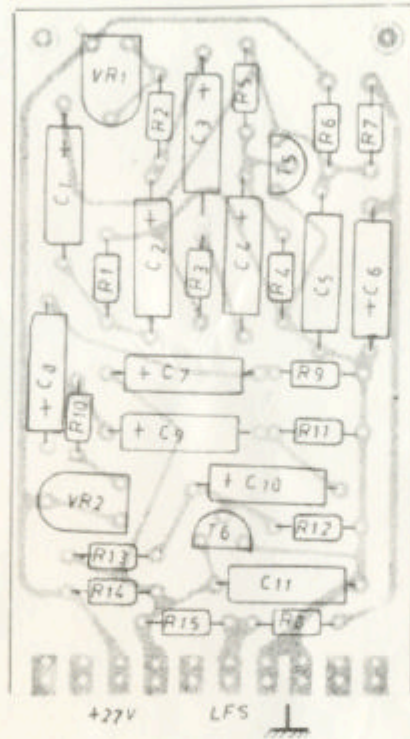 VR1
R2
C3 +
R5
R6
R7
C1 +
T5
R1
C2 +
R3
C4 +
R4
C5
+ C6
+ C8
+ C7
R9
R10
+ C9
R11
VR2
+ C10
T6
R12
R13
R14
C11
R15
R8
+27V
LFS